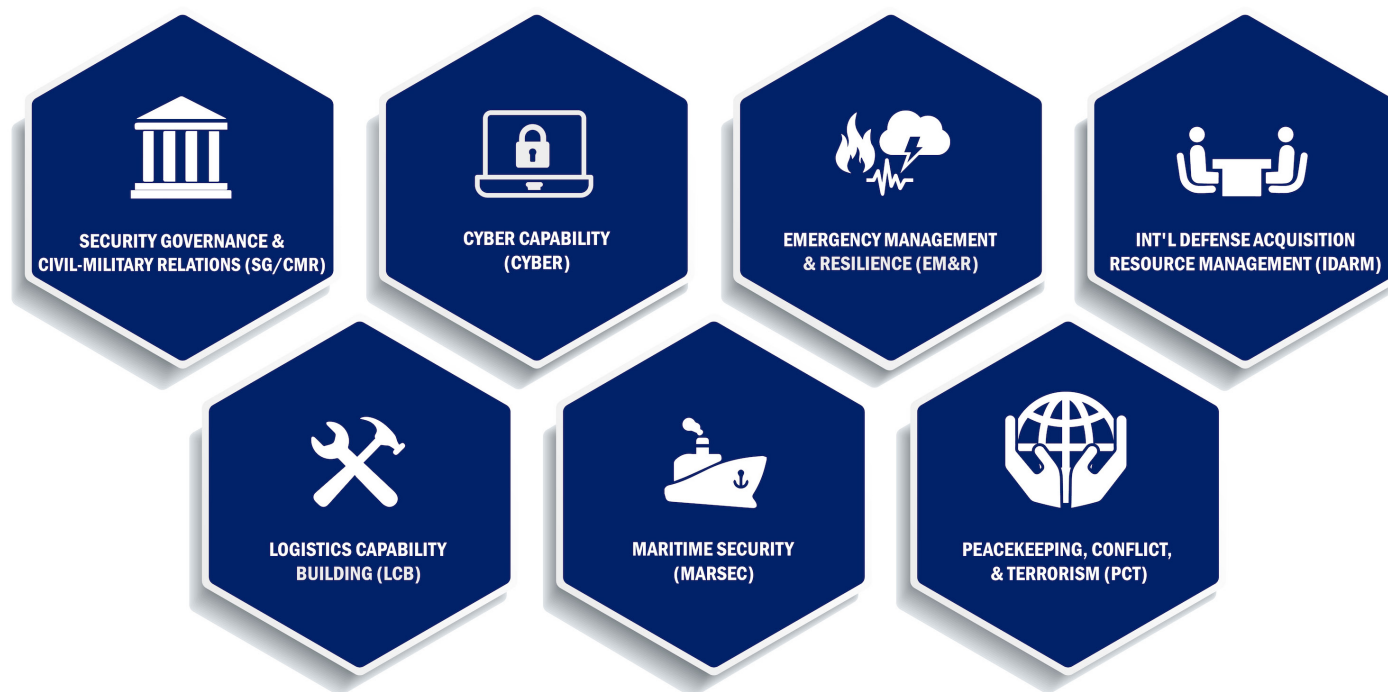 SECURITY GOVERNANCE &
CIVIL-MILITARY RELATIONS (SG/CMR)
CYBER CAPABILITY
(CYBER)
EMERGENCY MANAGEMENT
& RESILIENCE (EM&R)
INT'L DEFENSE ACQUISITION
RESOURCE MANAGEMENT (IDARM)
LOGISTICS CAPABILITY
BUILDING (LCB)
MARITIME SECURITY
(MARSEC)
PEACEKEEPING, CONFLICT,
& TERRORISM (PCT)